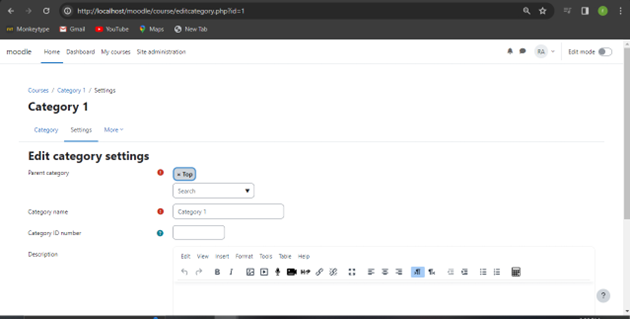 http://localhost/moodle/course/editcategory.php?id=1
Monkeytype Gmail YouTube Maps New Tab
moodle Home Dashboard My courses Site administration RA Edit mode
Courses / Category 1 / Settings
Category 1
Category Settings More
Edit category settings
Parent category × Top
Search ▼
Category name Category 1
Category ID number
Description
Edit View Insert Format Tools Table Help
B I H-P
?